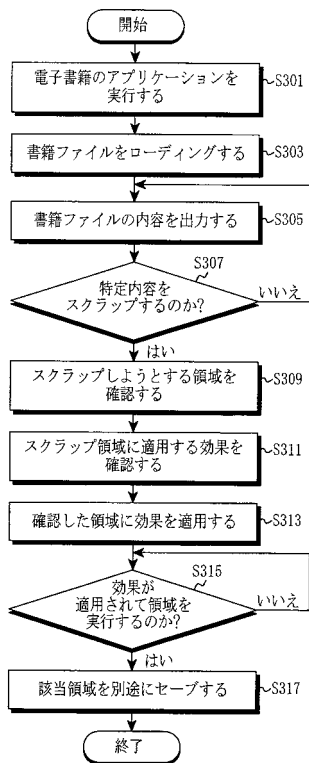 開始
電子書籍のアプリケーションを
実行する
S301
書籍ファイルをローディングする
S303
書籍ファイルの内容を出力する
S305
S307
特定内容を
スクラップするのか?
いいえ
はい
スクラップしようとする領域を
確認する
S309
スクラップ領域に適用する効果を
確認する
S311
確認した領域に効果を適用する
S313
S315
効果が
適用されて領域を
実行するのか?
いいえ
はい
該当領域を別途にセーブする
S317
終了